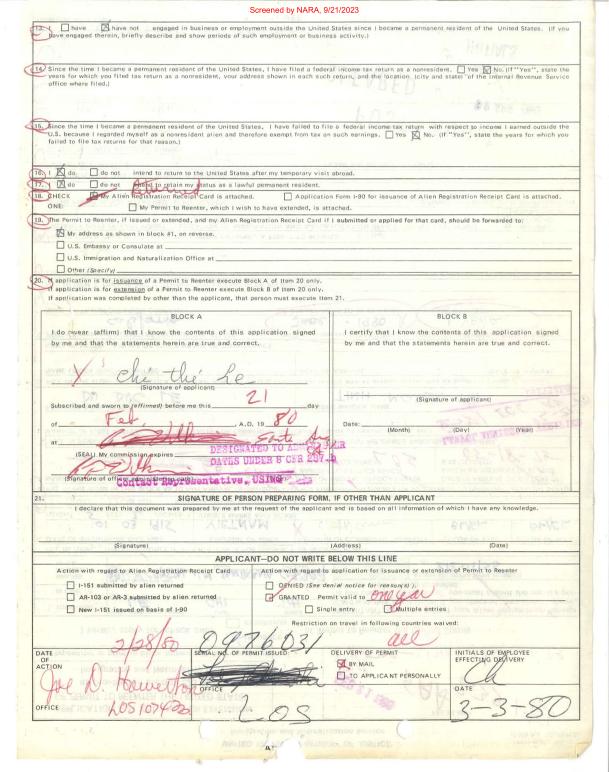 Screened by NARA, 9/21/2023
13. I have have not engaged in business or employment outside the United States since I became a permanent resident of the United States. (If you
have engaged therein, briefly describe and show periods of such employment or business activity.)
14. Since the time I became a permanent resident of the United States, I have filed a federal income tax return as a nonresident. Yes No. (If "Yes", state the
years for which you filed tax return as a nonresident, your address shown in each such return, and the location (city and state) of the Internal Revenue Service
office where filed.)
15. Since the time I became a permanent resident of the United States, I have failed to file a federal income tax return with respect to income I earned outside the
U.S. because I regarded myself as a nonresident alien and therefore exempt from tax on such earnings. Yes No. (If "Yes", state the years for which you
failed to file tax returns for that reason.)
16. I do do not intend to return to the United States after my temporary visit abroad.
17. I do do not intend to retain my status as a lawful permanent resident.
returned
18. CHECK My Alien Registration Receipt Card is attached. Application Form I-90 for issuance of Alien Registration Receipt Card is attached.
ONE: My Permit to Reenter, which I wish to have extended, is attached.
19. The Permit to Reenter, if issued or extended, and my Alien Registration Receipt Card if I submitted or applied for that card, should be forwarded to:
My address as shown in block #1, on reverse.
U.S. Embassy or Consulate at
U.S. Immigration and Naturalization Office at
Other (Specify)
20. If application is for issuance of a Permit to Reenter execute Block A of Item 20 only.
If application is for extension of a Permit to Reenter execute Block B of Item 20 only.
If application was completed by other than the applicant, that person must execute Item 21.
BLOCK A
I do swear (affirm) that I know the contents of this application signed
by me and that the statements herein are true and correct.
X chi thé Le
(Signature of applicant)
Subscribed and sworn to (affirmed) before me this 21 day
of Feb. , A.D. 19 80
at Santa Ana
(SEAL) My commission expires
DESIGNATED TO
OATHS UNDER 8 CFR
(Signature of officer
Contact Representative, USINS
BLOCK B
I certify that I know the contents of this application signed
by me and that the statements herein are true and correct.
(Signature of applicant)
Date:
(Month) (Day) (Year)
21. SIGNATURE OF PERSON PREPARING FORM, IF OTHER THAN APPLICANT
I declare that this document was prepared by me at the request of the applicant and is based on all information of which I have any knowledge.
(Signature) (Address) (Date)
APPLICANT—DO NOT WRITE BELOW THIS LINE
Action with regard to Alien Registration Receipt Card
I-151 submitted by alien returned
AR-103 or AR-3 submitted by alien returned
New I-151 issued on basis of I-90
Action with regard to application for issuance or extension of Permit to Reenter
DENIED (See denial notice for reason(s).)
GRANTED Permit valid to one year
Single entry Multiple entries
Restriction on travel in following countries waived:
all
DATE OF ACTION 2/28/80
Joe D. Howerton
OFFICE LOS
SERIAL NO. OF PERMIT ISSUED: 0976031
OFFICE
LOS
DELIVERY OF PERMIT
BY MAIL
TO APPLICANT PERSONALLY
INITIALS OF EMPLOYEE
EFFECTING DELIVERY
DATE
3-3-80